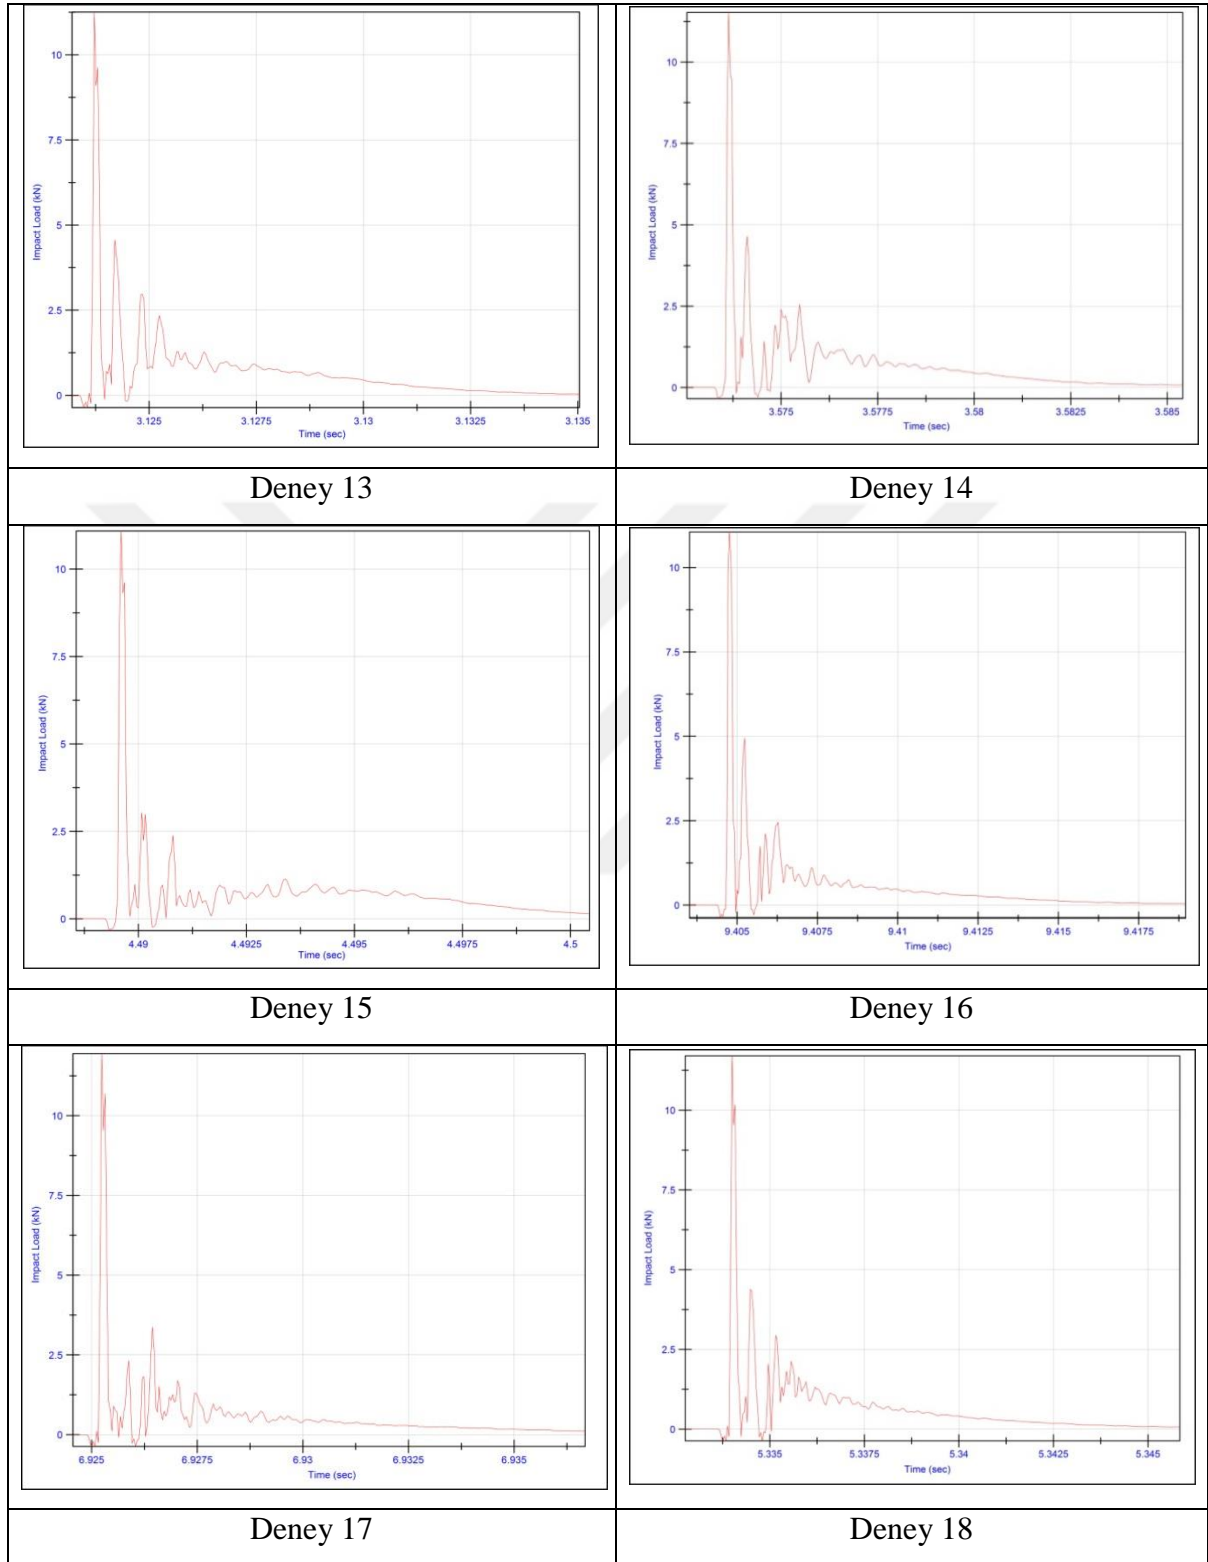 10
7.5
5
2.5
0
Impact Load (kN)
3.125 3.1275 3.13 3.1325 3.135
Time (sec)
10
7.5
5
2.5
0
Impact Load (kN)
3.575 3.5775 3.58 3.5825 3.585
Time (sec)
Deney 13
Deney 14
10
7.5
5
2.5
0
Impact Load (kN)
4.49 4.4925 4.495 4.4975 4.5
Time (sec)
10
7.5
5
2.5
0
Impact Load (kN)
9.405 9.4075 9.41 9.4125 9.415 9.4175
Time (sec)
Deney 15
Deney 16
10
7.5
5
2.5
0
Impact Load (kN)
6.925 6.9275 6.93 6.9325 6.935
Time (sec)
10
7.5
5
2.5
0
Impact Load (kN)
5.335 5.3375 5.34 5.3425 5.345
Time (sec)
Deney 17
Deney 18